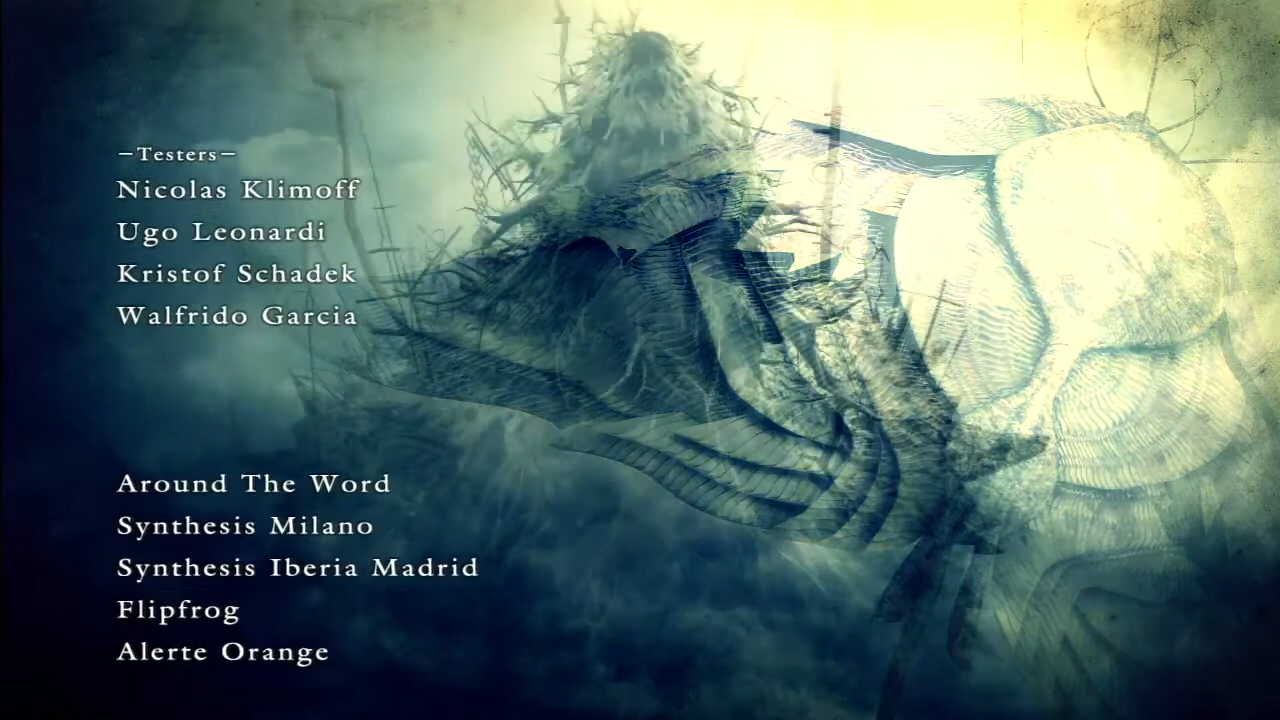 −Testers−
Nicolas Klimoff
Ugo Leonardi
Kristof Schadek
Walfrido Garcia
Around The Word
Synthesis Milano
Synthesis Iberia Madrid
Flipfrog
Alerte Orange